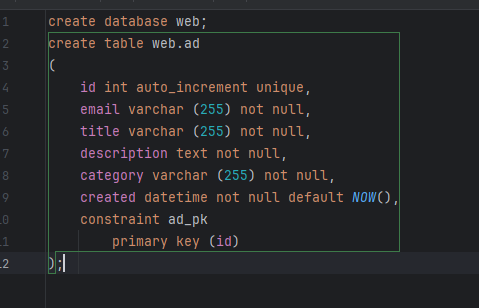 1 create database web;
2 create table web.ad
3 (
4 id int auto_increment unique,
5 email varchar (255) not null,
6 title varchar (255) not null,
7 description text not null,
8 category varchar (255) not null,
9 created datetime not null default NOW(),
10 constraint ad_pk
11 primary key (id)
12 );